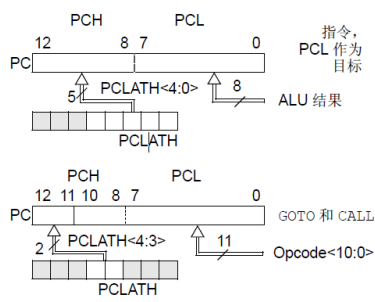 PCH PCL
12 8 7 0
PC
指令，
PCL 作为
目标
5 PCLATH<4:0> 8
ALU 结果
PCLATH
PCH PCL
12 11 10 8 7 0
PC
GOTO 和 CALL
2 PCLATH<4:3> 11
Opcode<10:0>
PCLATH